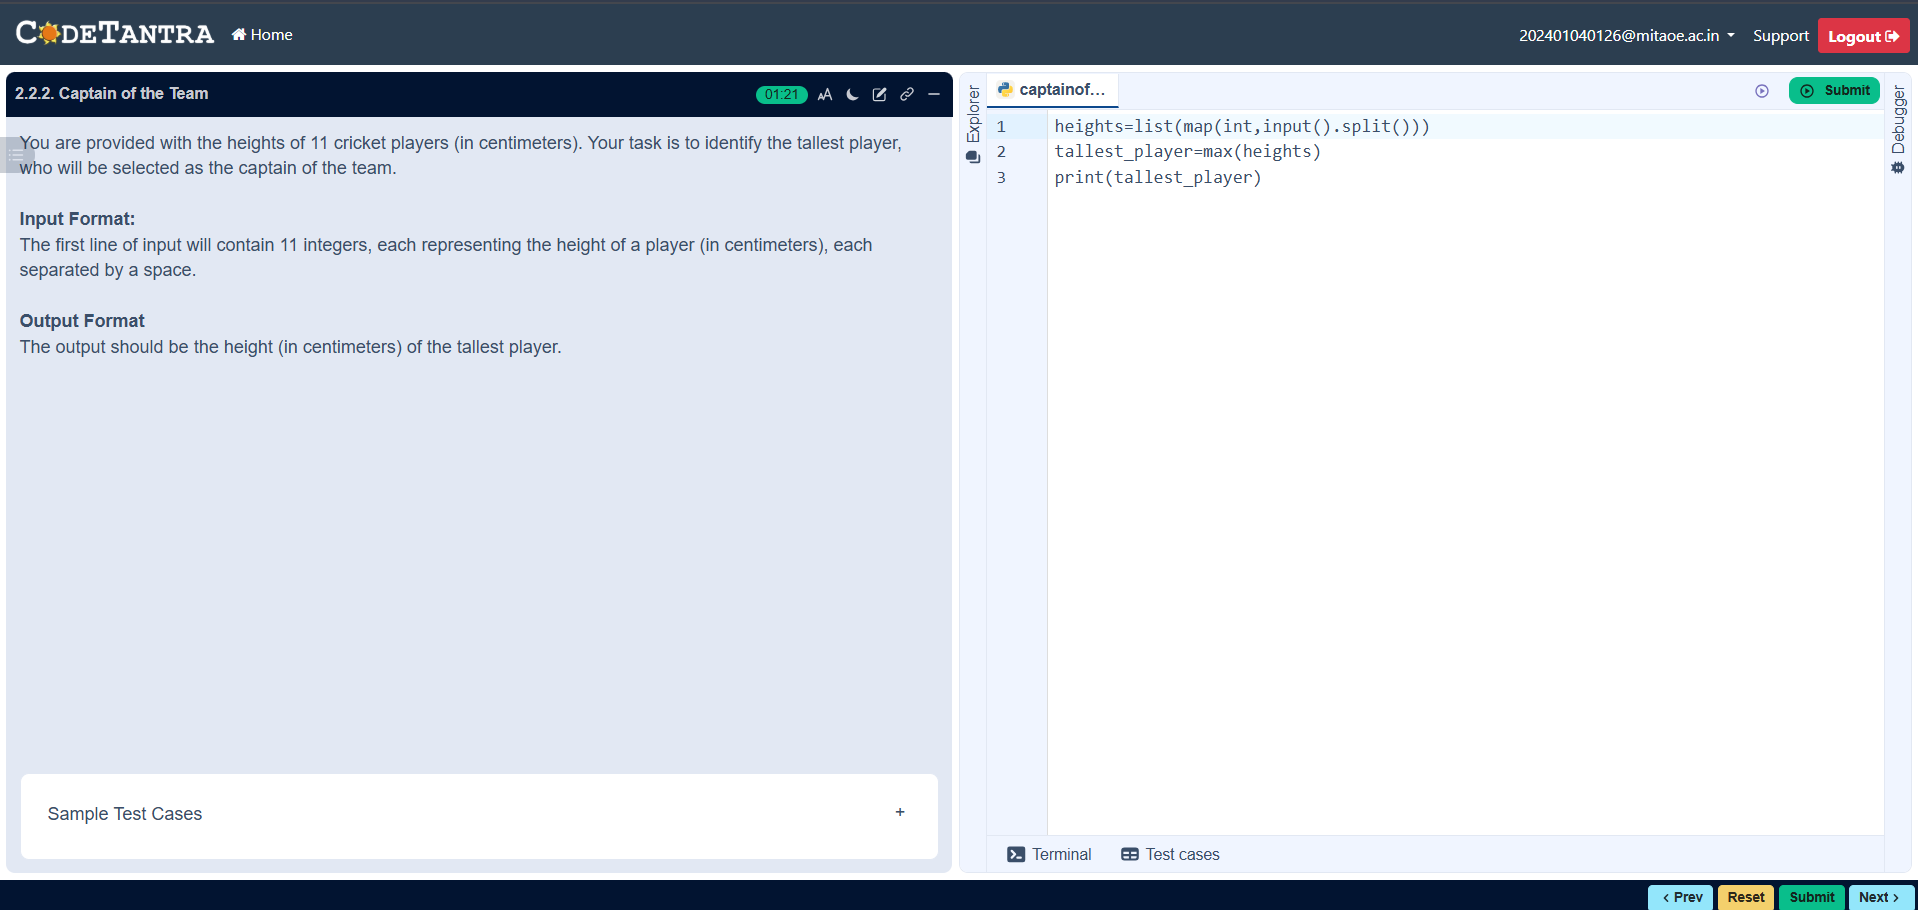 CODETANTRA Home
202401040126@mitaoe.ac.in Support Logout
2.2.2. Captain of the Team
01:21 AA
You are provided with the heights of 11 cricket players (in centimeters). Your task is to identify the tallest player,
who will be selected as the captain of the team.
Input Format:
The first line of input will contain 11 integers, each representing the height of a player (in centimeters), each
separated by a space.
Output Format
The output should be the height (in centimeters) of the tallest player.
Sample Test Cases +
Explorer
captainof...
Submit
Debugger
1 heights=list(map(int,input().split()))
2 tallest_player=max(heights)
3 print(tallest_player)
Terminal Test cases
< Prev Reset Submit Next >